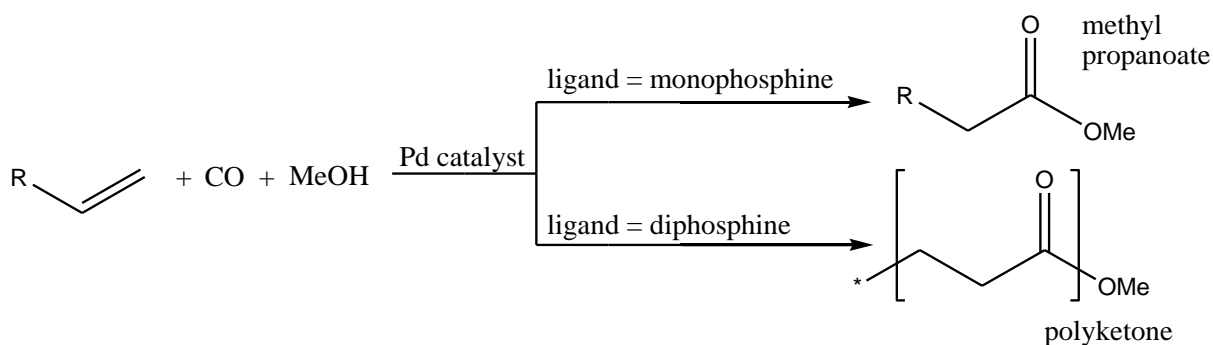 R
+ CO + MeOH
Pd catalyst
ligand = monophosphine
R
O
OMe
methyl
propanoate
ligand = diphosphine
*
O
OMe
polyketone